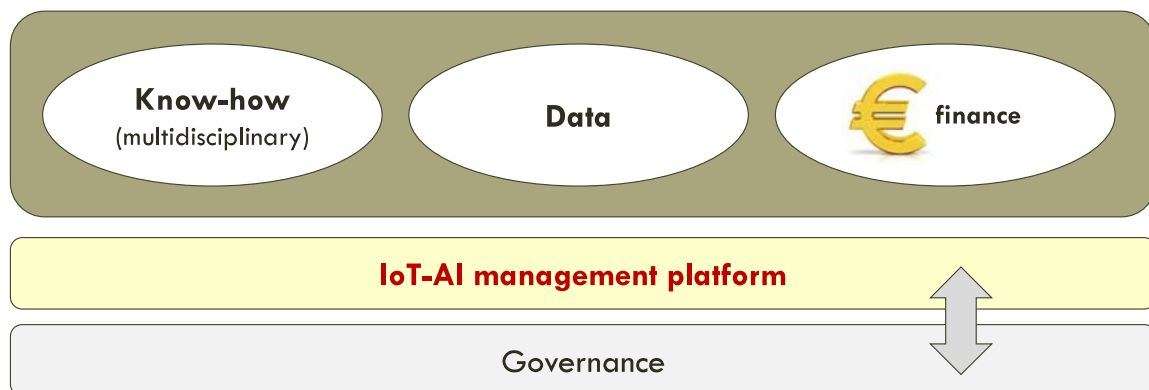 Know-how
(multidisciplinary)
Data
€ finance
IoT-AI management platform
Governance